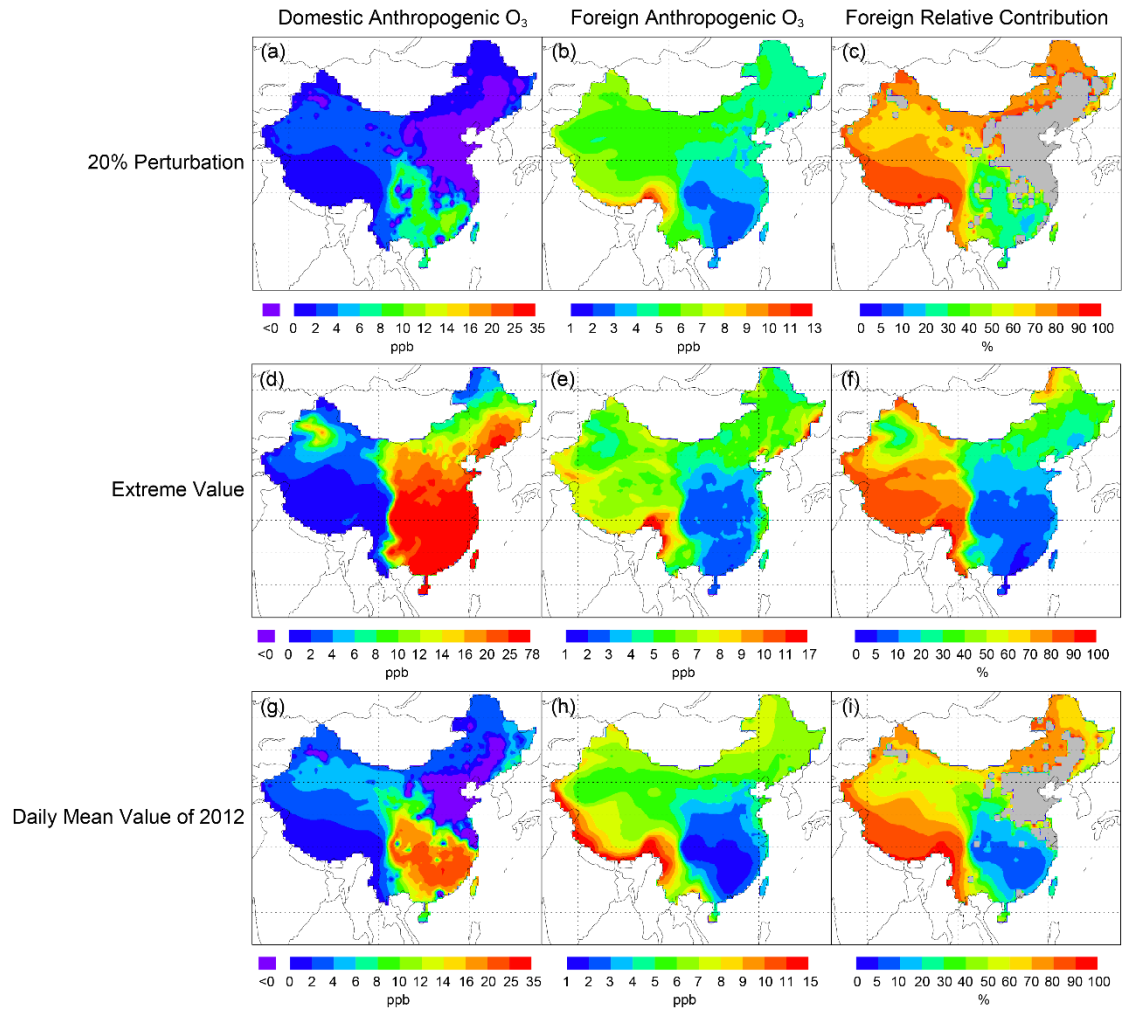 Domestic Anthropogenic O₃ Foreign Anthropogenic O₃ Foreign Relative Contribution
(a) (b) (c)
20% Perturbation
<0 0 2 4 6 8 10 12 14 16 20 25 35 1 2 3 4 5 6 7 8 9 10 11 13 0 5 10 20 30 40 50 60 70 80 90 100
ppb ppb %
(d) (e) (f)
Extreme Value
<0 0 2 4 6 8 10 12 14 16 20 25 78 1 2 3 4 5 6 7 8 9 10 11 17 0 5 10 20 30 40 50 60 70 80 90 100
ppb ppb %
(g) (h) (i)
Daily Mean Value of 2012
<0 0 2 4 6 8 10 12 14 16 20 25 35 1 2 3 4 5 6 7 8 9 10 11 15 0 5 10 20 30 40 50 60 70 80 90 100
ppb ppb %